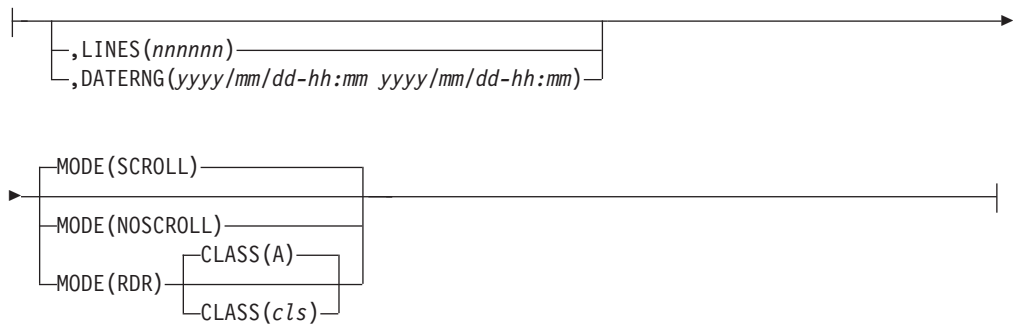 ,LINES(nnnnnn)
,DATERNG(yyyy/mm/dd-hh:mm yyyy/mm/dd-hh:mm)
MODE(SCROLL)
MODE(NOSCROLL)
CLASS(A)
MODE(RDR)
CLASS(cls)